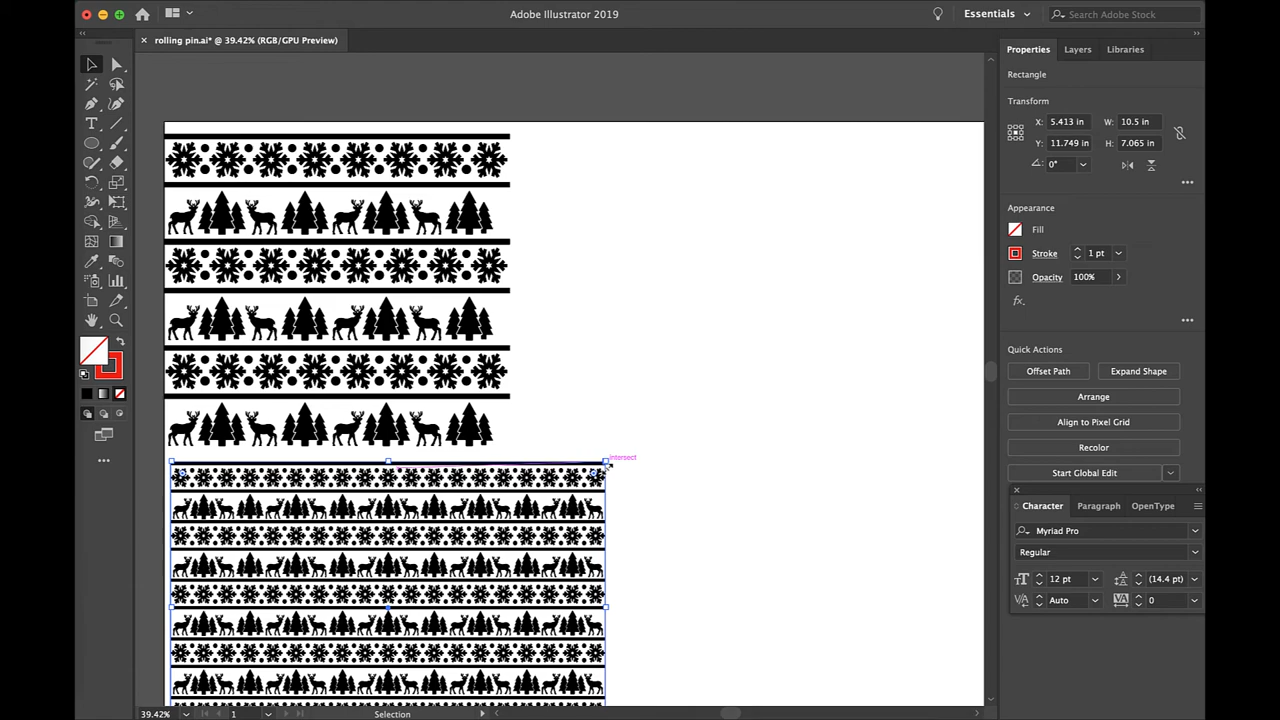 Adobe Illustrator 2019
Essentials
Search Adobe Stock
rolling pin.ai* @ 39.42% (RGB/GPU Preview)
Properties
Layers
Libraries
Rectangle
Transform
X: 5.413 in
W: 10.5 in
Y: 11.749 in
H: 7.065 in
0°
Appearance
Fill
Stroke
1 pt
Opacity
100%
fx.
Quick Actions
Offset Path
Expand Shape
Arrange
Align to Pixel Grid
Recolor
Start Global Edit
intersect
Character
Paragraph
OpenType
Myriad Pro
Regular
12 pt
(14.4 pt)
Auto
0
39.42%
1
Selection